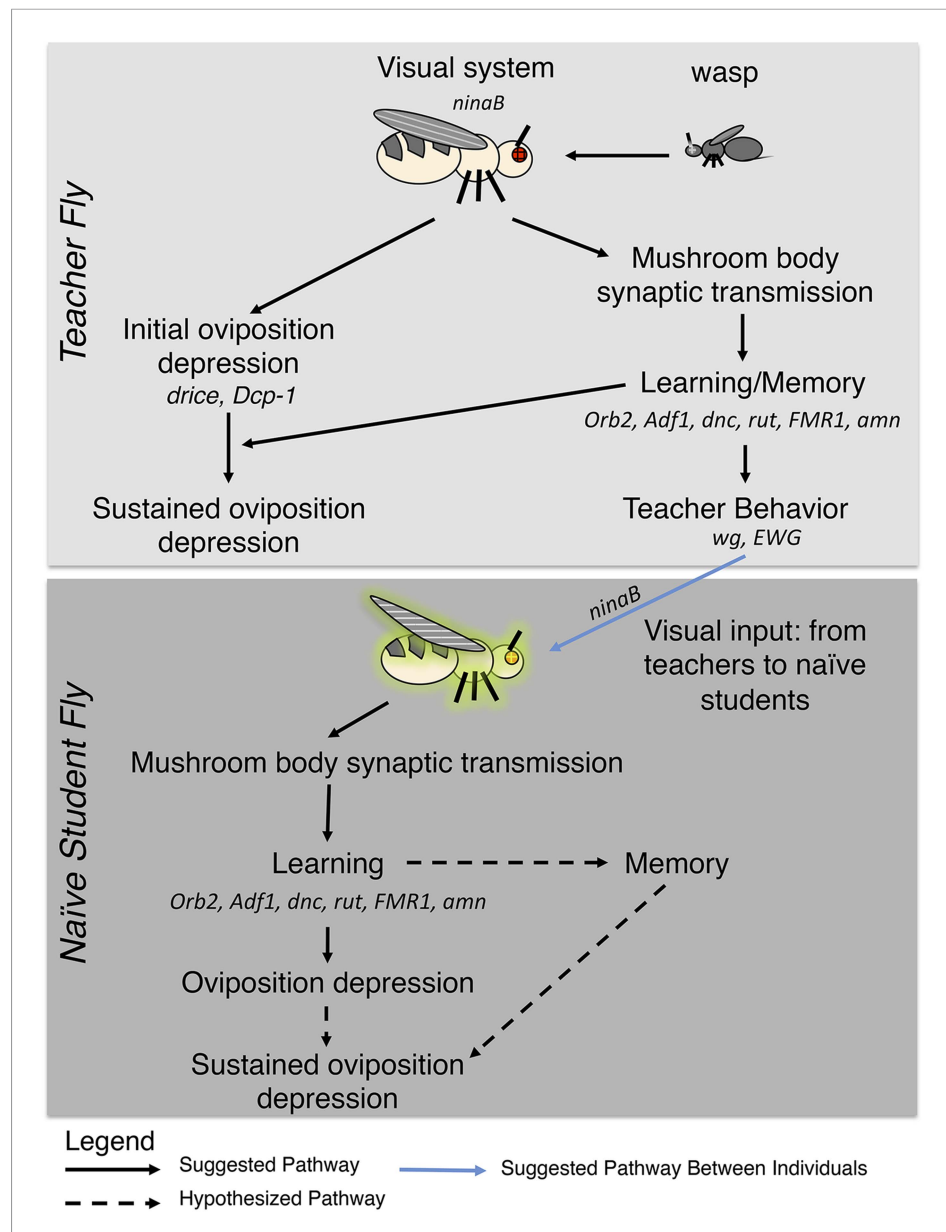 Teacher Fly
Visual system
ninaB
wasp
Mushroom body
synaptic transmission
Initial oviposition
depression
drice, Dcp-1
Learning/Memory
Orb2, Adf1, dnc, rut, FMR1, amn
Sustained oviposition
depression
Teacher Behavior
wg, EWG
Naïve Student Fly
ninaB
Visual input: from
teachers to naïve
students
Mushroom body synaptic transmission
Learning
Memory
Orb2, Adf1, dnc, rut, FMR1, amn
Oviposition depression
Sustained oviposition
depression
Legend
Suggested Pathway
Suggested Pathway Between Individuals
Hypothesized Pathway